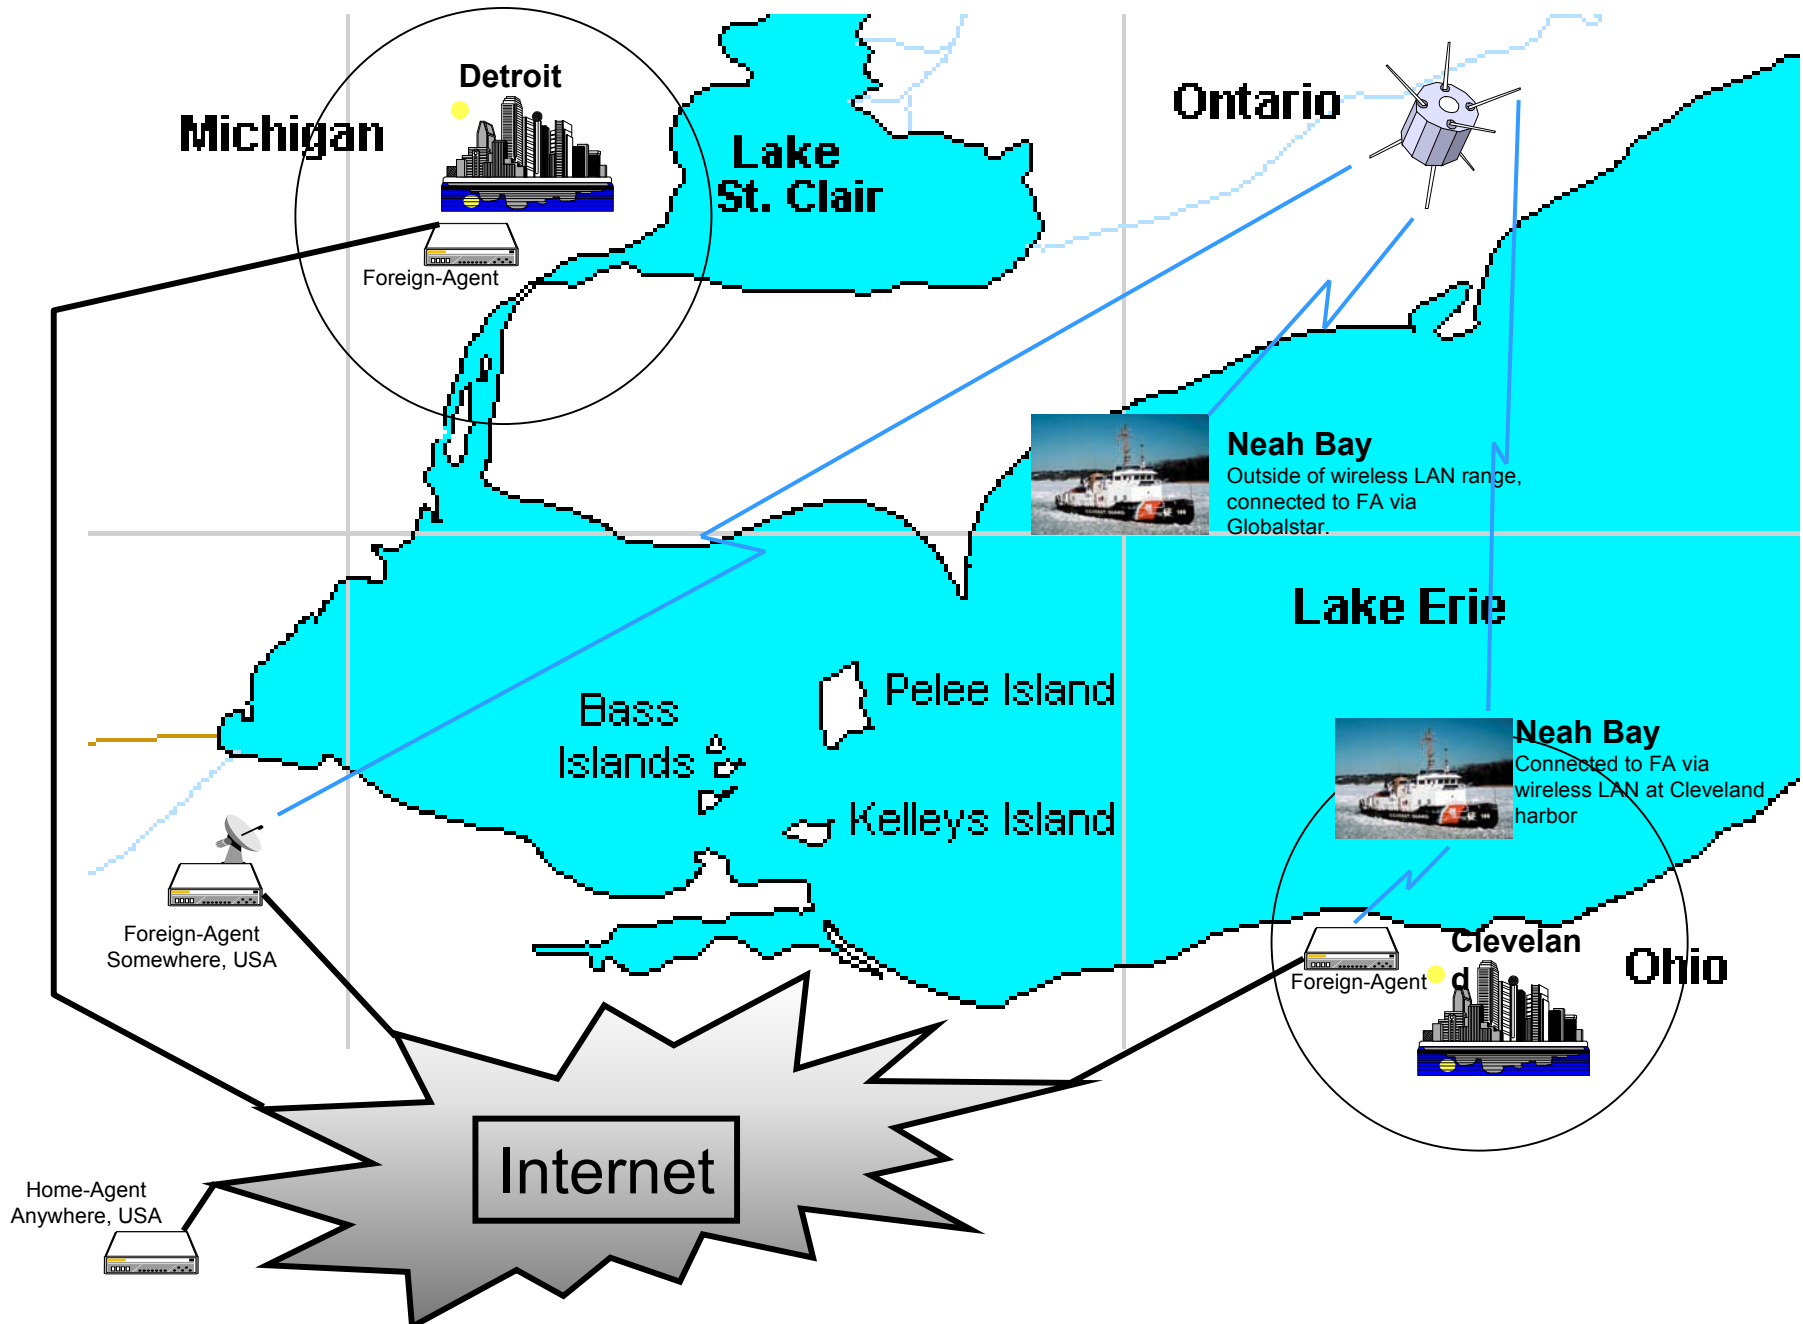 Detroit
Michigan
Ontario
Lake
St. Clair
Foreign-Agent
Neah Bay
Outside of wireless LAN range,
connected to FA via
Globalstar.
Lake Erie
Pelee Island
Bass
Islands
Neah Bay
Connected to FA via
wireless LAN at Cleveland
harbor
Kelleys Island
Foreign-Agent
Somewhere, USA
Clevelan
d
Ohio
Foreign-Agent
Internet
Home-Agent
Anywhere, USA